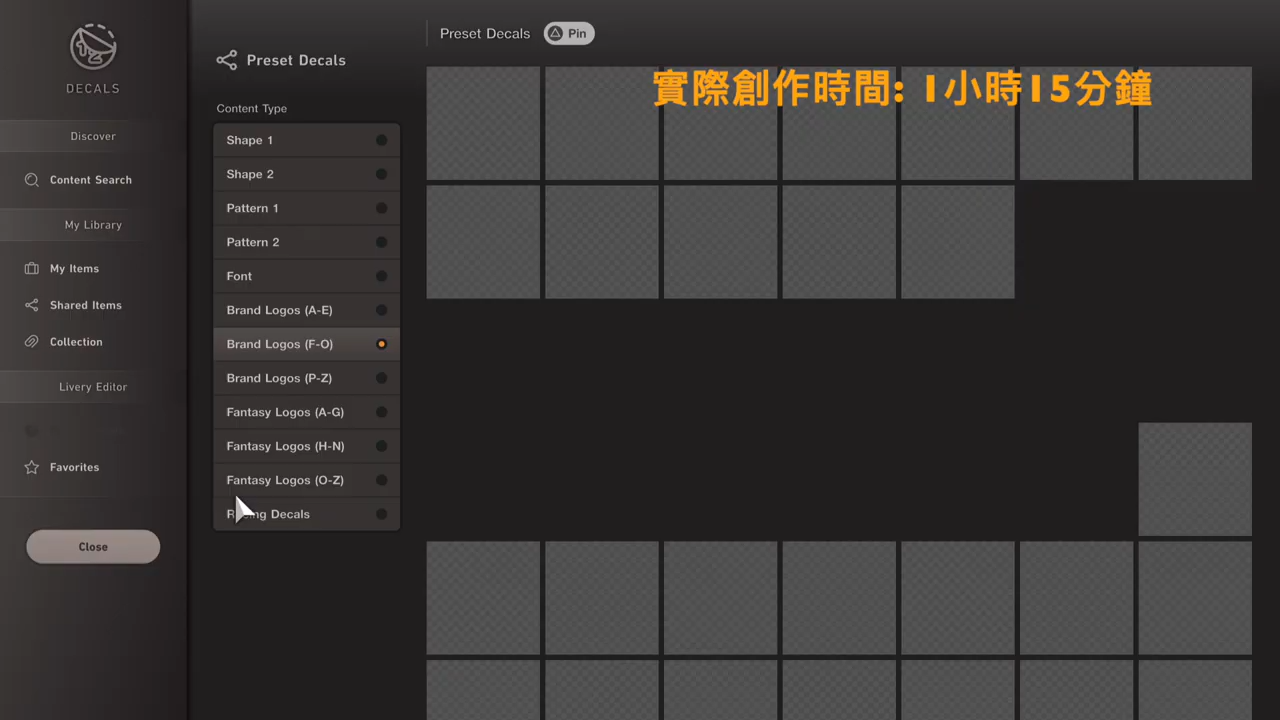 DECALS
Discover
Content Search
My Library
My Items
Shared Items
Collection
Livery Editor
Favorites
Close
Preset Decals
Content Type
Shape 1
Shape 2
Pattern 1
Pattern 2
Font
Brand Logos (A-E)
Brand Logos (F-O)
Brand Logos (P-Z)
Fantasy Logos (A-G)
Fantasy Logos (H-N)
Fantasy Logos (O-Z)
Decals
Preset Decals
Pin
實際創作時間: 1小時15分鐘